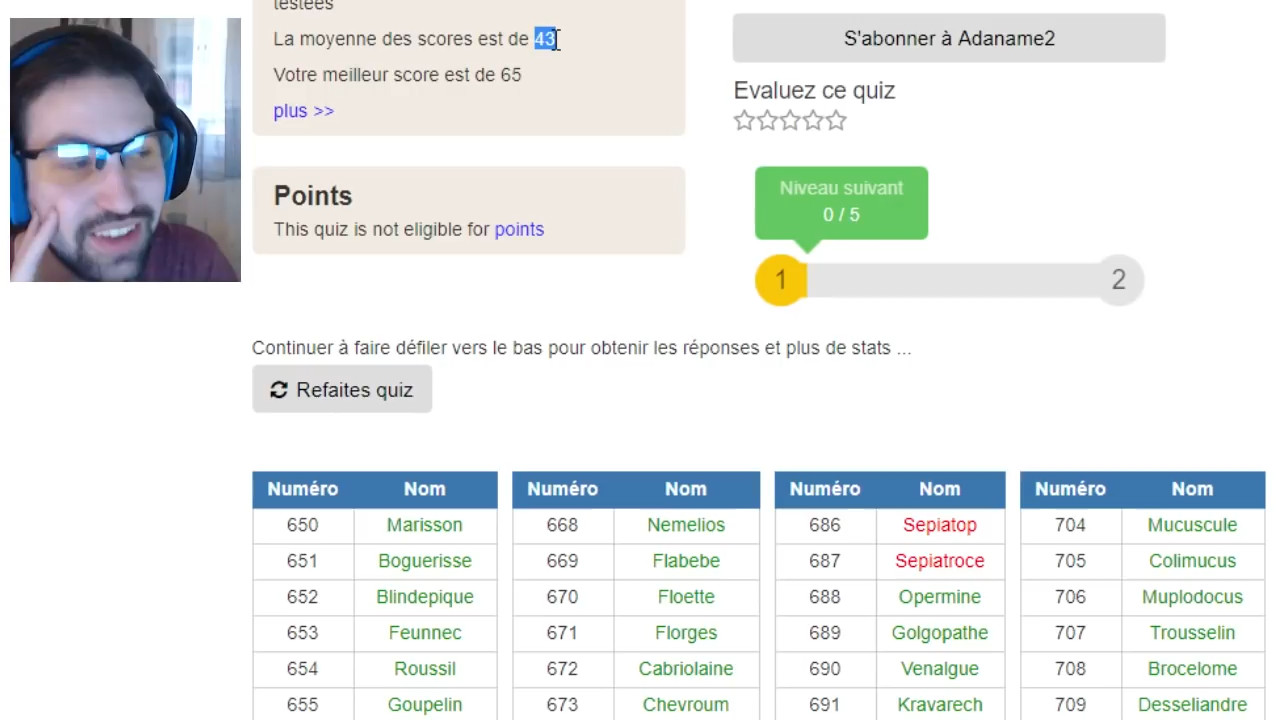 testées
La moyenne des scores est de 43
Votre meilleur score est de 65
plus >>
Points
This quiz is not eligible for points
S'abonner à Adaname2
Evaluez ce quiz
Niveau suivant
0 / 5
1
2
Continuer à faire défiler vers le bas pour obtenir les réponses et plus de stats ...
Refaites quiz
Numéro Nom Numéro Nom Numéro Nom Numéro Nom
650 Marisson 668 Nemelios 686 Sepiatop 704 Mucuscule
651 Boguerisse 669 Flabebe 687 Sepiatroce 705 Colimucus
652 Blindepique 670 Floette 688 Opermine 706 Muplodocus
653 Feunnec 671 Florges 689 Golgopathe 707 Trousselin
654 Roussil 672 Cabriolaine 690 Venalgue 708 Brocelome
655 Goupelin 673 Chevroum 691 Kravarech 709 Desseliandre